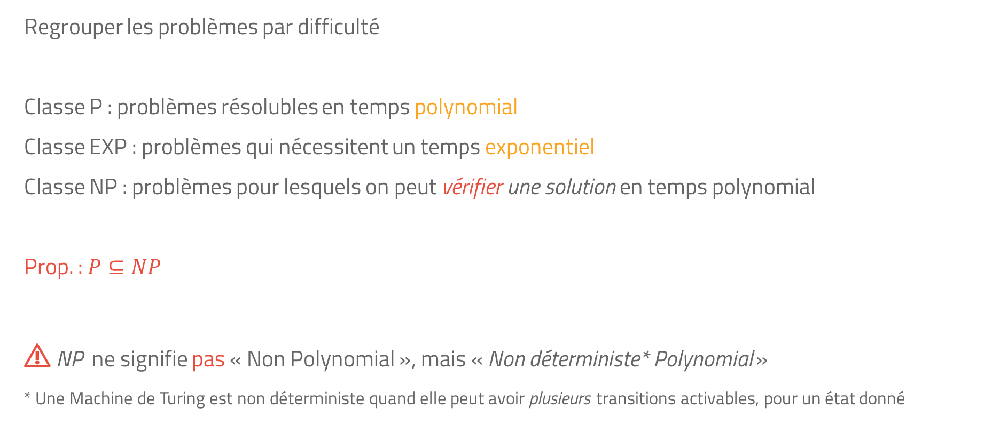 Regrouper les problèmes par difficulté
Classe P : problèmes résolubles en temps polynomial
Classe EXP : problèmes qui nécessitent un temps exponentiel
Classe NP : problèmes pour lesquels on peut vérifier une solution en temps polynomial
Prop. : P ⊆ NP
NP ne signifie pas « Non Polynomial », mais « Non déterministe* Polynomial »
* Une Machine de Turing est non déterministe quand elle peut avoir plusieurs transitions activables, pour un état donné